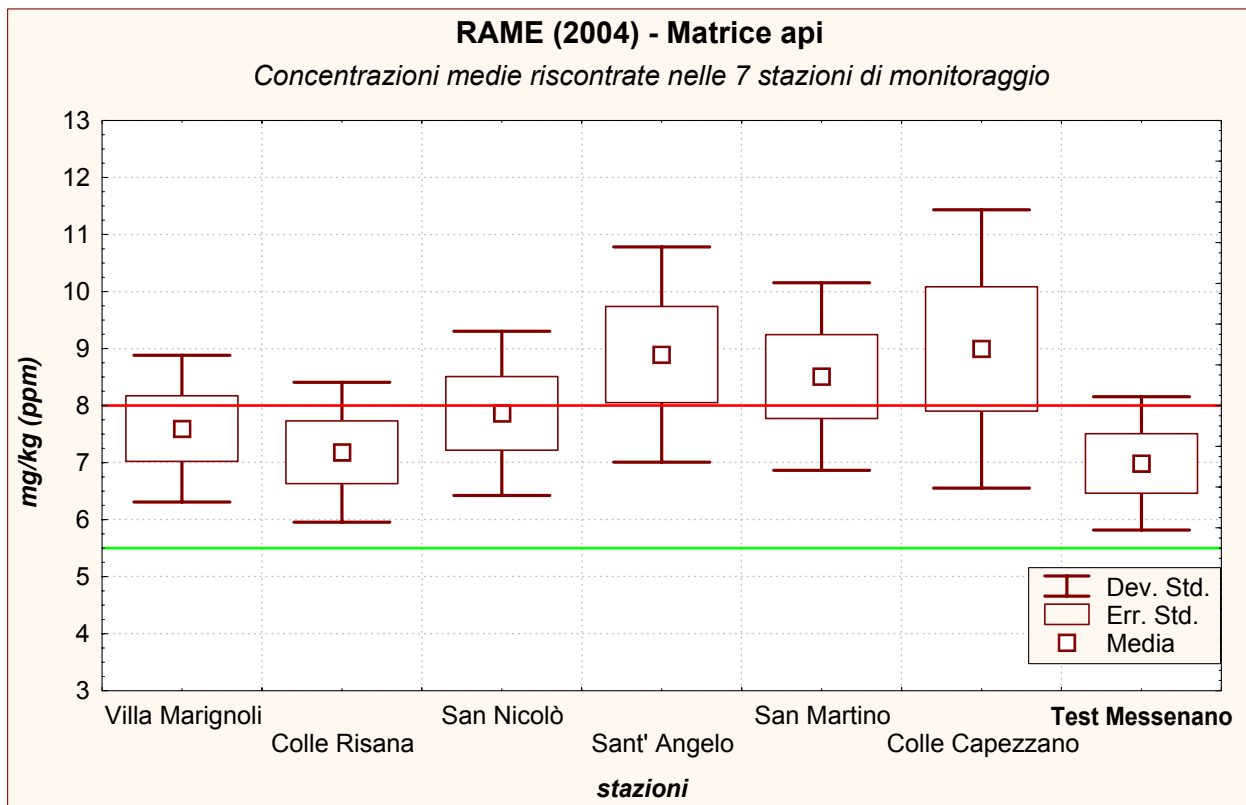 RAME (2004) - Matrice api
Concentrazioni medie riscontrate nelle 7 stazioni di monitoraggio
13
12
11
10
9
8
7
6
5
4
3
mg/kg (ppm)
Dev. Std.
Err. Std.
Media
Villa Marignoli
Colle Risana
San Nicolò
Sant' Angelo
San Martino
Colle Capezzano
Test Messenano
stazioni